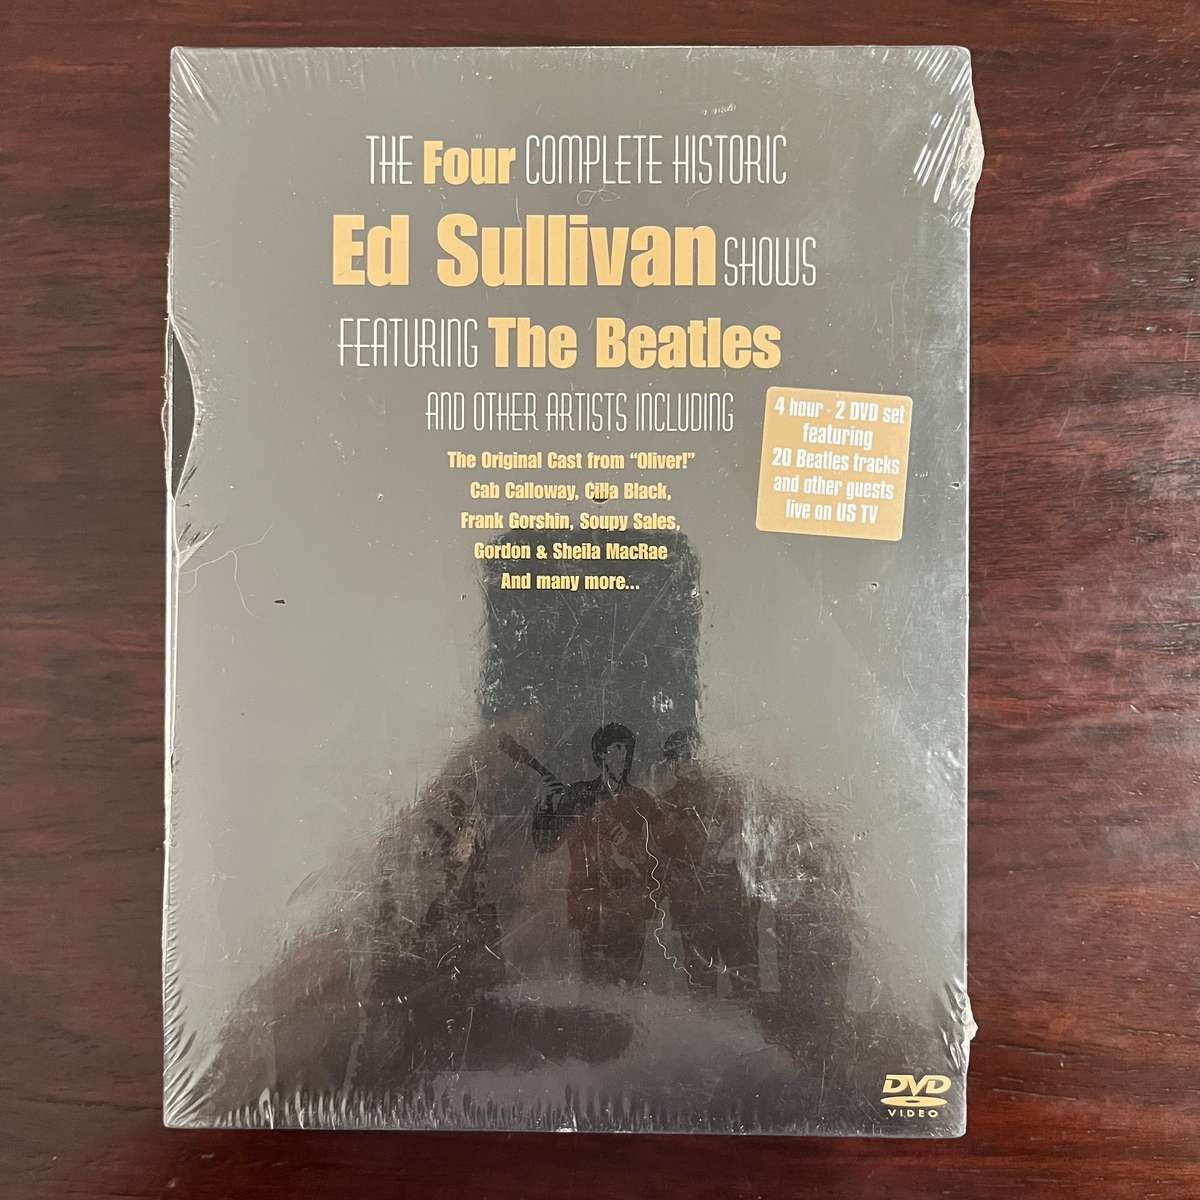 THE Four COMPLETE HISTORIC
Ed Sullivan SHOWS
FEATURING The Beatles
AND OTHER ARTISTS INCLUDING
The Original Cast from “Oliver!”
Cab Calloway, Cilla Black,
Frank Gorshin, Soupy Sales,
Gordon & Sheila MacRae
And many more...
4 hour - 2 DVD set
featuring
20 Beatles tracks
and other guests
live on US TV
DVD
VIDEO